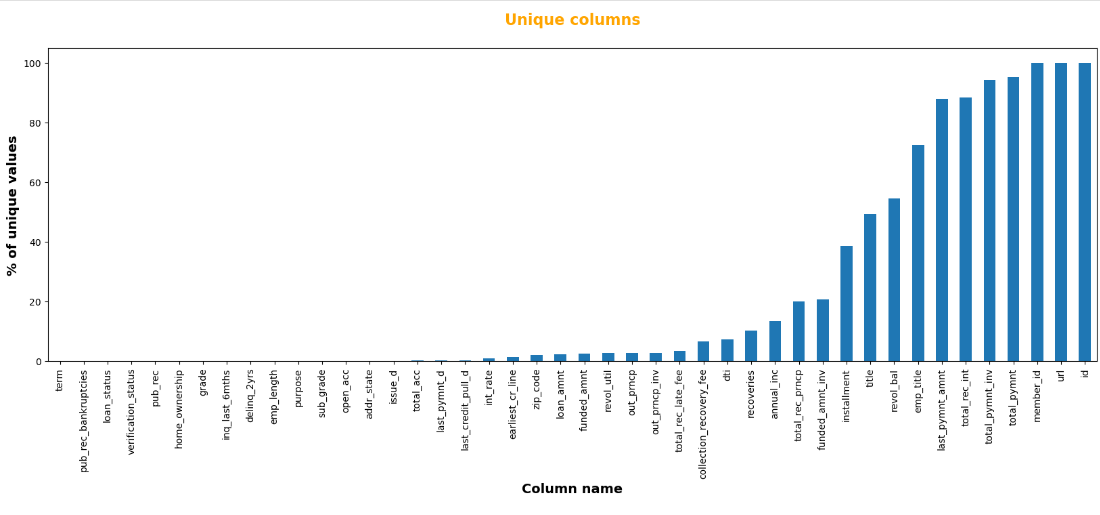 Unique columns
% of unique values
100
80
60
40
20
0
term
pub_rec_bankruptcies
loan_status
verification_status
pub_rec
home_ownership
grade
inq_last_6mths
delinq_2yrs
emp_length
purpose
sub_grade
open_acc
addr_state
issue_d
total_acc
last_pymnt_d
last_credit_pull_d
int_rate
earliest_cr_line
zip_code
loan_amnt
funded_amnt
revol_util
out_prncp
out_prncp_inv
total_rec_late_fee
collection_recovery_fee
dti
recoveries
annual_inc
total_rec_prncp
funded_amnt_inv
installment
title
revol_bal
emp_title
last_pymnt_amnt
total_rec_int
total_pymnt_inv
total_pymnt
member_id
url
id
Column name